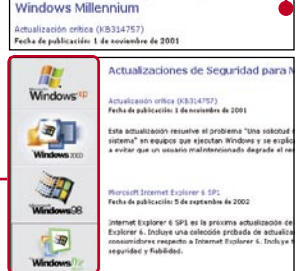 Windows Millennium
Actualización crítica (KB314757)
Fecha de publicación: 1 de noviembre de 2001
Actualizaciones de Seguridad para
Actualización crítica (KB314757)
Fecha de publicación: 1 de noviembre de 2001
Esta actualización resuelve el problema "Una solicitud
sistema" en equipos que ejecutan Windows y se
a evitar que un usuario malintencionado degrade el
Microsoft Internet Explorer 6 SP1
Fecha de publicación: 5 de septiembre de 2002
Internet Explorer 6 SP1 es la próxima actualización de
Explorer 6. Incluye una colección probada de
consumidores respecto a Internet Explorer 6. Incluye
seguridad y fiabilidad.
Windows xp
Windows 2000
Windows 98
Windows